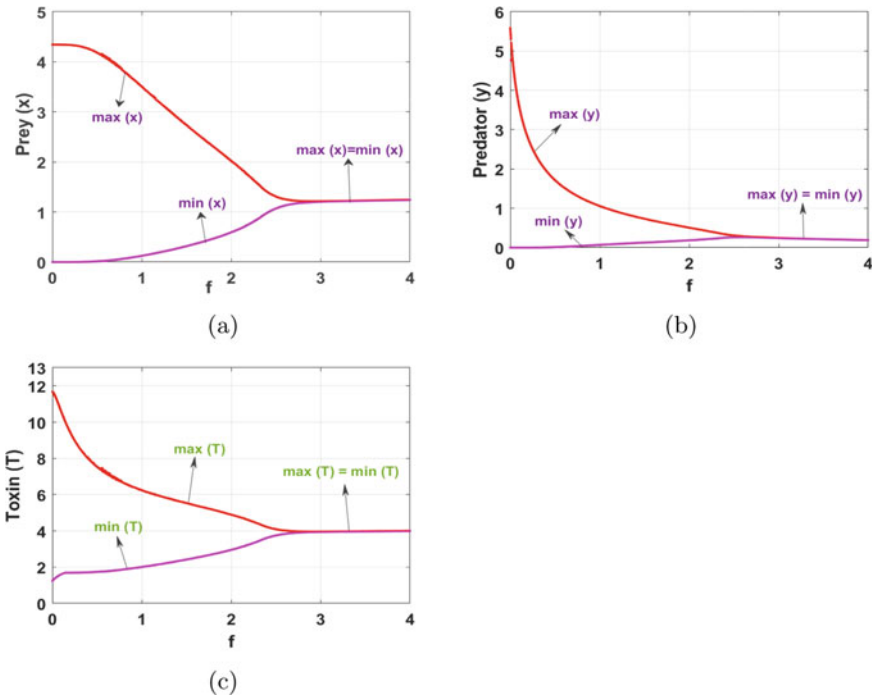 5
4
3
2
1
0
Prey (x)
max (x)
min (x)
max (x)=min (x)
0
1
2
3
4
f
(a)
6
5
4
3
2
1
0
Predator (y)
max (y)
min (y)
max (y) = min (y)
0
1
2
3
4
f
(b)
13
12
10
8
6
4
2
0
Toxin (T)
max (T)
min (T)
max (T) = min (T)
0
1
2
3
4
f
(c)